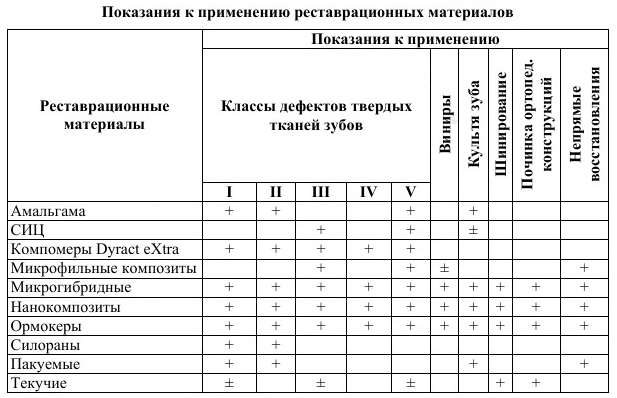 Показания к применению реставрационных материалов
Реставрационные материалы
Показания к применению
Классы дефектов твердых тканей зубов
Виниры
Культя зуба
Шинирование
Починка ортопед. конструкций
Непрямые восстановления
I II III IV V
Амальгама + + + +
СИЦ + + ±
Компомеры Dyract eXtra + + + + +
Микрофильные композиты + + ± +
Микрогибридные + + + + + + + + + +
Нанокомпозиты + + + + + + + + + +
Ормокеры + + + + + + + + + +
Силораны + +
Пакуемые + + + +
Текучие ± ± ± + +